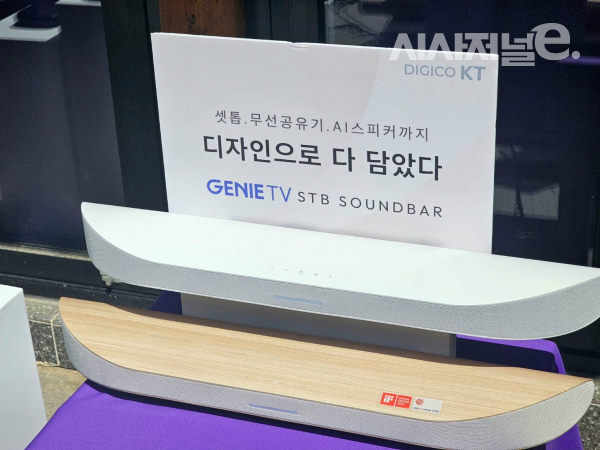 시사저널e.
DIGICO KT
셋톱.무선공유기.AI스피커까지
디자인으로 다 담았다
GENIE TV STB SOUNDBAR
iF